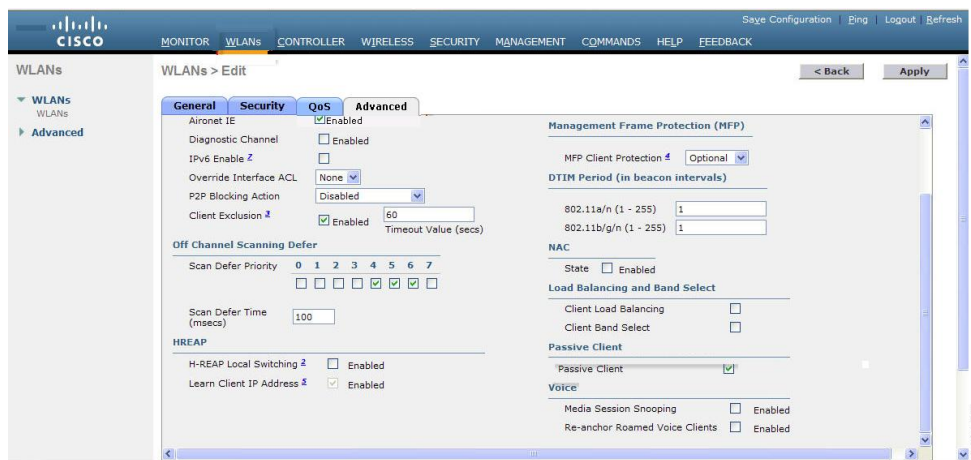 Save Configuration | Ping | Logout | Refresh
CISCO
MONITOR WLANs CONTROLLER WIRELESS SECURITY MANAGEMENT COMMANDS HELP FEEDBACK
WLANs
WLANs
WLANs
Advanced
WLANs > Edit
< Back
Apply
General Security QoS Advanced
Aironet IE Enabled
Diagnostic Channel Enabled
IPv6 Enable 7
Override Interface ACL None
P2P Blocking Action Disabled
Client Exclusion 3 Enabled 60
Timeout Value (secs)
Off Channel Scanning Defer
Scan Defer Priority 0 1 2 3 4 5 6 7
Scan Defer Time (msecs) 100
HREAP
H-REAP Local Switching 2 Enabled
Learn Client IP Address 5 Enabled
Management Frame Protection (MFP)
MFP Client Protection 4 Optional
DTIM Period (in beacon intervals)
802.11a/n (1 - 255) 1
802.11b/g/n (1 - 255) 1
NAC
State Enabled
Load Balancing and Band Select
Client Load Balancing
Client Band Select
Passive Client
Passive Client
Voice
Media Session Snooping Enabled
Re-anchor Roamed Voice Clients Enabled